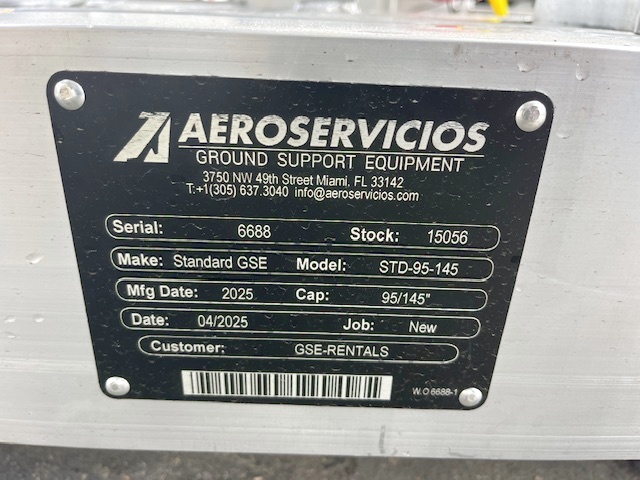 AEROSERVICIOS
GROUND SUPPORT EQUIPMENT
3750 NW 49th Street Miami, FL 33142
T:+1(305) 637.3040 info@aeroservicios.com
Serial: 6688 Stock: 15056
Make: Standard GSE Model: STD-95-145
Mfg Date: 2025 Cap: 95/145"
Date: 04/2025 Job: New
Customer: GSE-RENTALS
W.O 6688-1